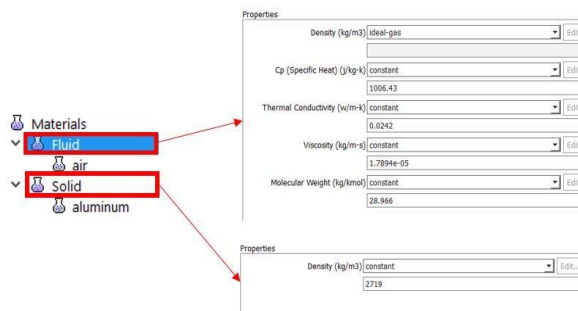 Materials
Fluid
air
Solid
aluminum
Properties
Density (kg/m3) ideal-gas Edi
Cp (Specific Heat) (j/kg-k) constant Edi
1006.43
Thermal Conductivity (w/m-k) constant Edi
0.0242
Viscosity (kg/m-s) constant Edi
1.7894e-05
Molecular Weight (kg/kmol) constant Edi
28.966
Properties
Density (kg/m3) constant Edit...
2719